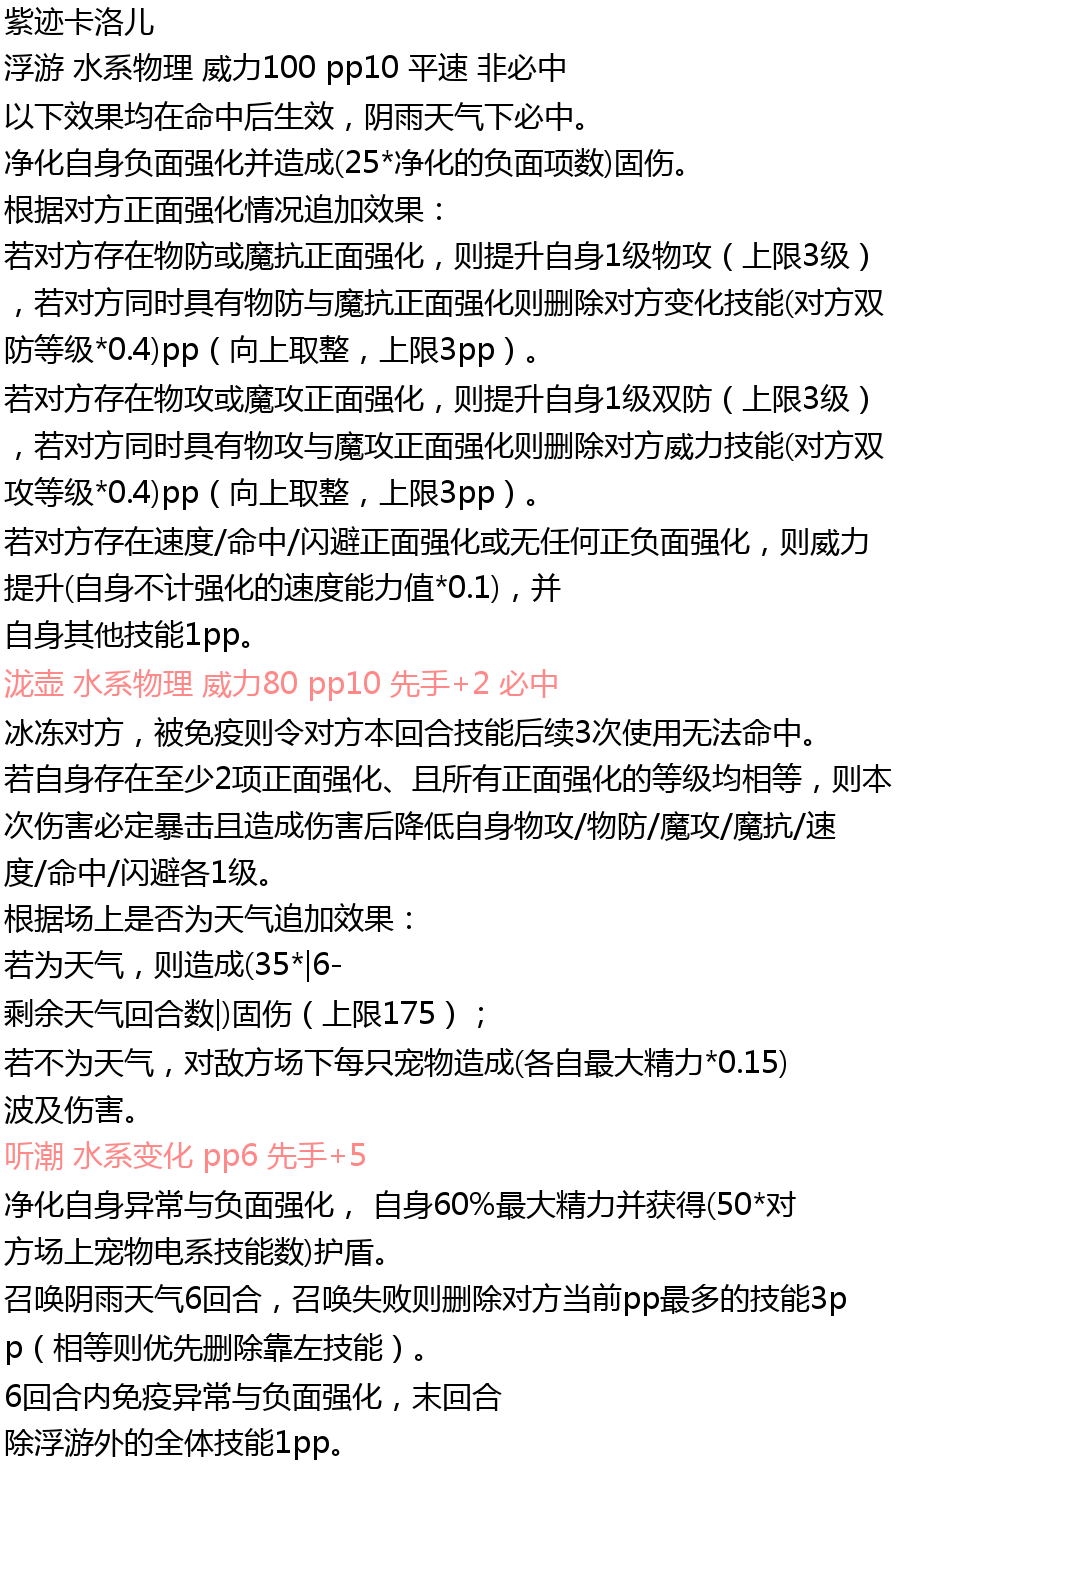 紫迹卡洛儿
浮游 水系物理 威力100 pp10 平速 非必中
以下效果均在命中后生效，阴雨天气下必中。
净化自身负面强化并造成(25*净化的负面项数)固伤。
根据对方正面强化情况追加效果：
若对方存在物防或魔抗正面强化，则提升自身1级物攻（上限3级）
，若对方同时具有物防与魔抗正面强化则删除对方变化技能(对方双
防等级*0.4)pp（向上取整，上限3pp）。
若对方存在物攻或魔攻正面强化，则提升自身1级双防（上限3级）
，若对方同时具有物攻与魔攻正面强化则删除对方威力技能(对方双
攻等级*0.4)pp（向上取整，上限3pp）。
若对方存在速度/命中/闪避正面强化或无任何正负面强化，则威力
提升(自身不计强化的速度能力值*0.1)，并
自身其他技能1pp。
泷壶 水系物理 威力80 pp10 先手+2 必中
冰冻对方，被免疫则令对方本回合技能后续3次使用无法命中。
若自身存在至少2项正面强化、且所有正面强化的等级均相等，则本
次伤害必定暴击且造成伤害后降低自身物攻/物防/魔攻/魔抗/速
度/命中/闪避各1级。
根据场上是否为天气追加效果：
若为天气，则造成(35*|6-
剩余天气回合数|)固伤（上限175）；
若不为天气，对敌方场下每只宠物造成(各自最大精力*0.15)
波及伤害。
听潮 水系变化 pp6 先手+5
净化自身异常与负面强化， 自身60%最大精力并获得(50*对
方场上宠物电系技能数)护盾。
召唤阴雨天气6回合，召唤失败则删除对方当前pp最多的技能3p
p（相等则优先删除靠左技能）。
6回合内免疫异常与负面强化，末回合
除浮游外的全体技能1pp。